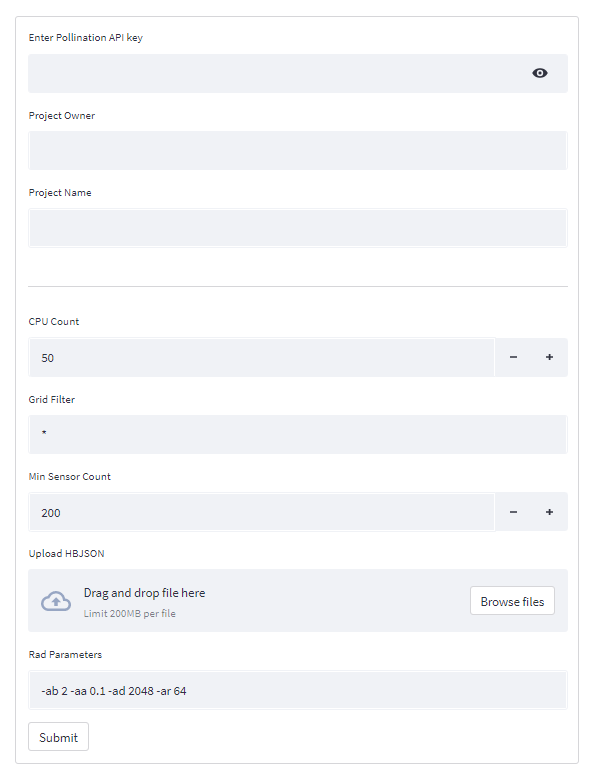 Enter Pollination API key
Project Owner
Project Name
CPU Count
50
− +
Grid Filter
*
Min Sensor Count
200
− +
Upload HBJSON
Drag and drop file here
Limit 200MB per file
Browse files
Rad Parameters
-ab 2 -aa 0.1 -ad 2048 -ar 64
Submit